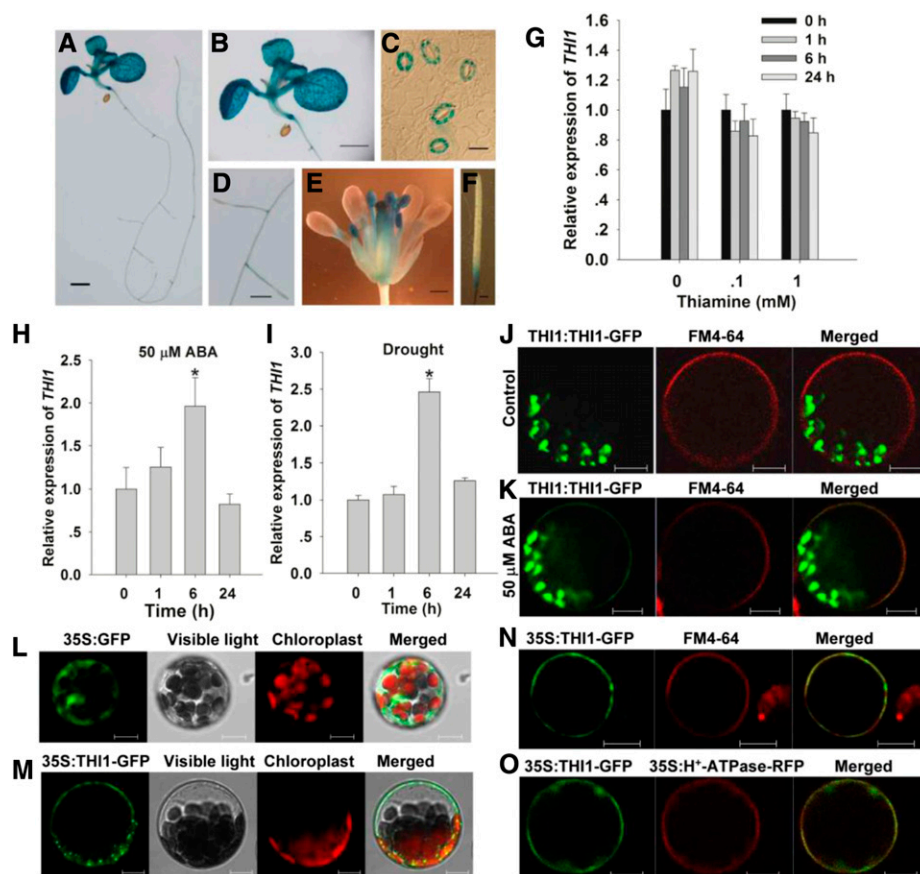 A
B
C
D
E
F
G
0 h
1 h
6 h
24 h
Relative expression of THI1
1.6
1.4
1.2
1.0
.8
.6
.4
.2
0.0
0
.1
1
Thiamine (mM)
H
50 μM ABA
Relative expression of THI1
2.5
2.0
1.5
1.0
0.5
0.0
*
0
1
6
24
Time (h)
I
Drought
Relative expression of THI1
3.0
2.5
2.0
1.5
1.0
0.5
0.0
*
0
1
6
24
Time (h)
J
THI1:THI1-GFP
FM4-64
Merged
Control
K
THI1:THI1-GFP
FM4-64
Merged
50 μM ABA
L
35S:GFP
Visible light
Chloroplast
Merged
M
35S:THI1-GFP
Visible light
Chloroplast
Merged
N
35S:THI1-GFP
FM4-64
Merged
O
35S:THI1-GFP
35S:H⁺-ATPase-RFP
Merged